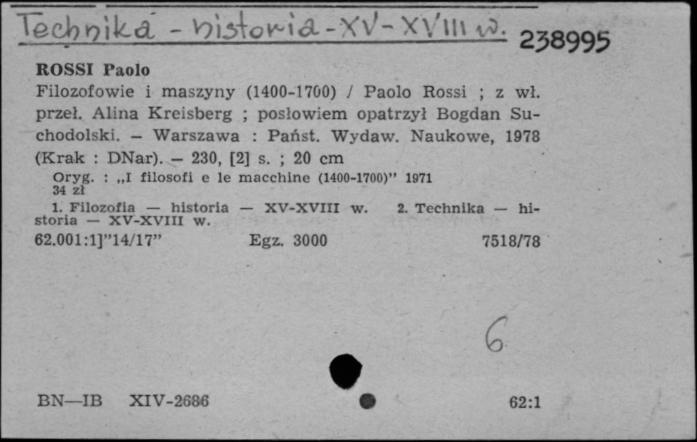 Technika - historia - XV - XVIII w. 238995
ROSSI Paolo
Filozofowie i maszyny (1400-1700) / Paolo Rossi ; z wł.
przeł. Alina Kreisberg ; posłowiem opatrzył Bogdan Su-
chodolski. — Warszawa : Państ. Wydaw. Naukowe, 1978
(Krak : DNar). — 230, [2] s. ; 20 cm
Oryg. : „I filosofi e le macchine (1400-1700)” 1971
34 zł
1. Filozofia — historia — XV-XVIII w. 2. Technika — hi-
storia — XV-XVIII w.
62.001:1]”14/17” Egz. 3000 7518/78
6
BN—IB XIV-2686 62:1